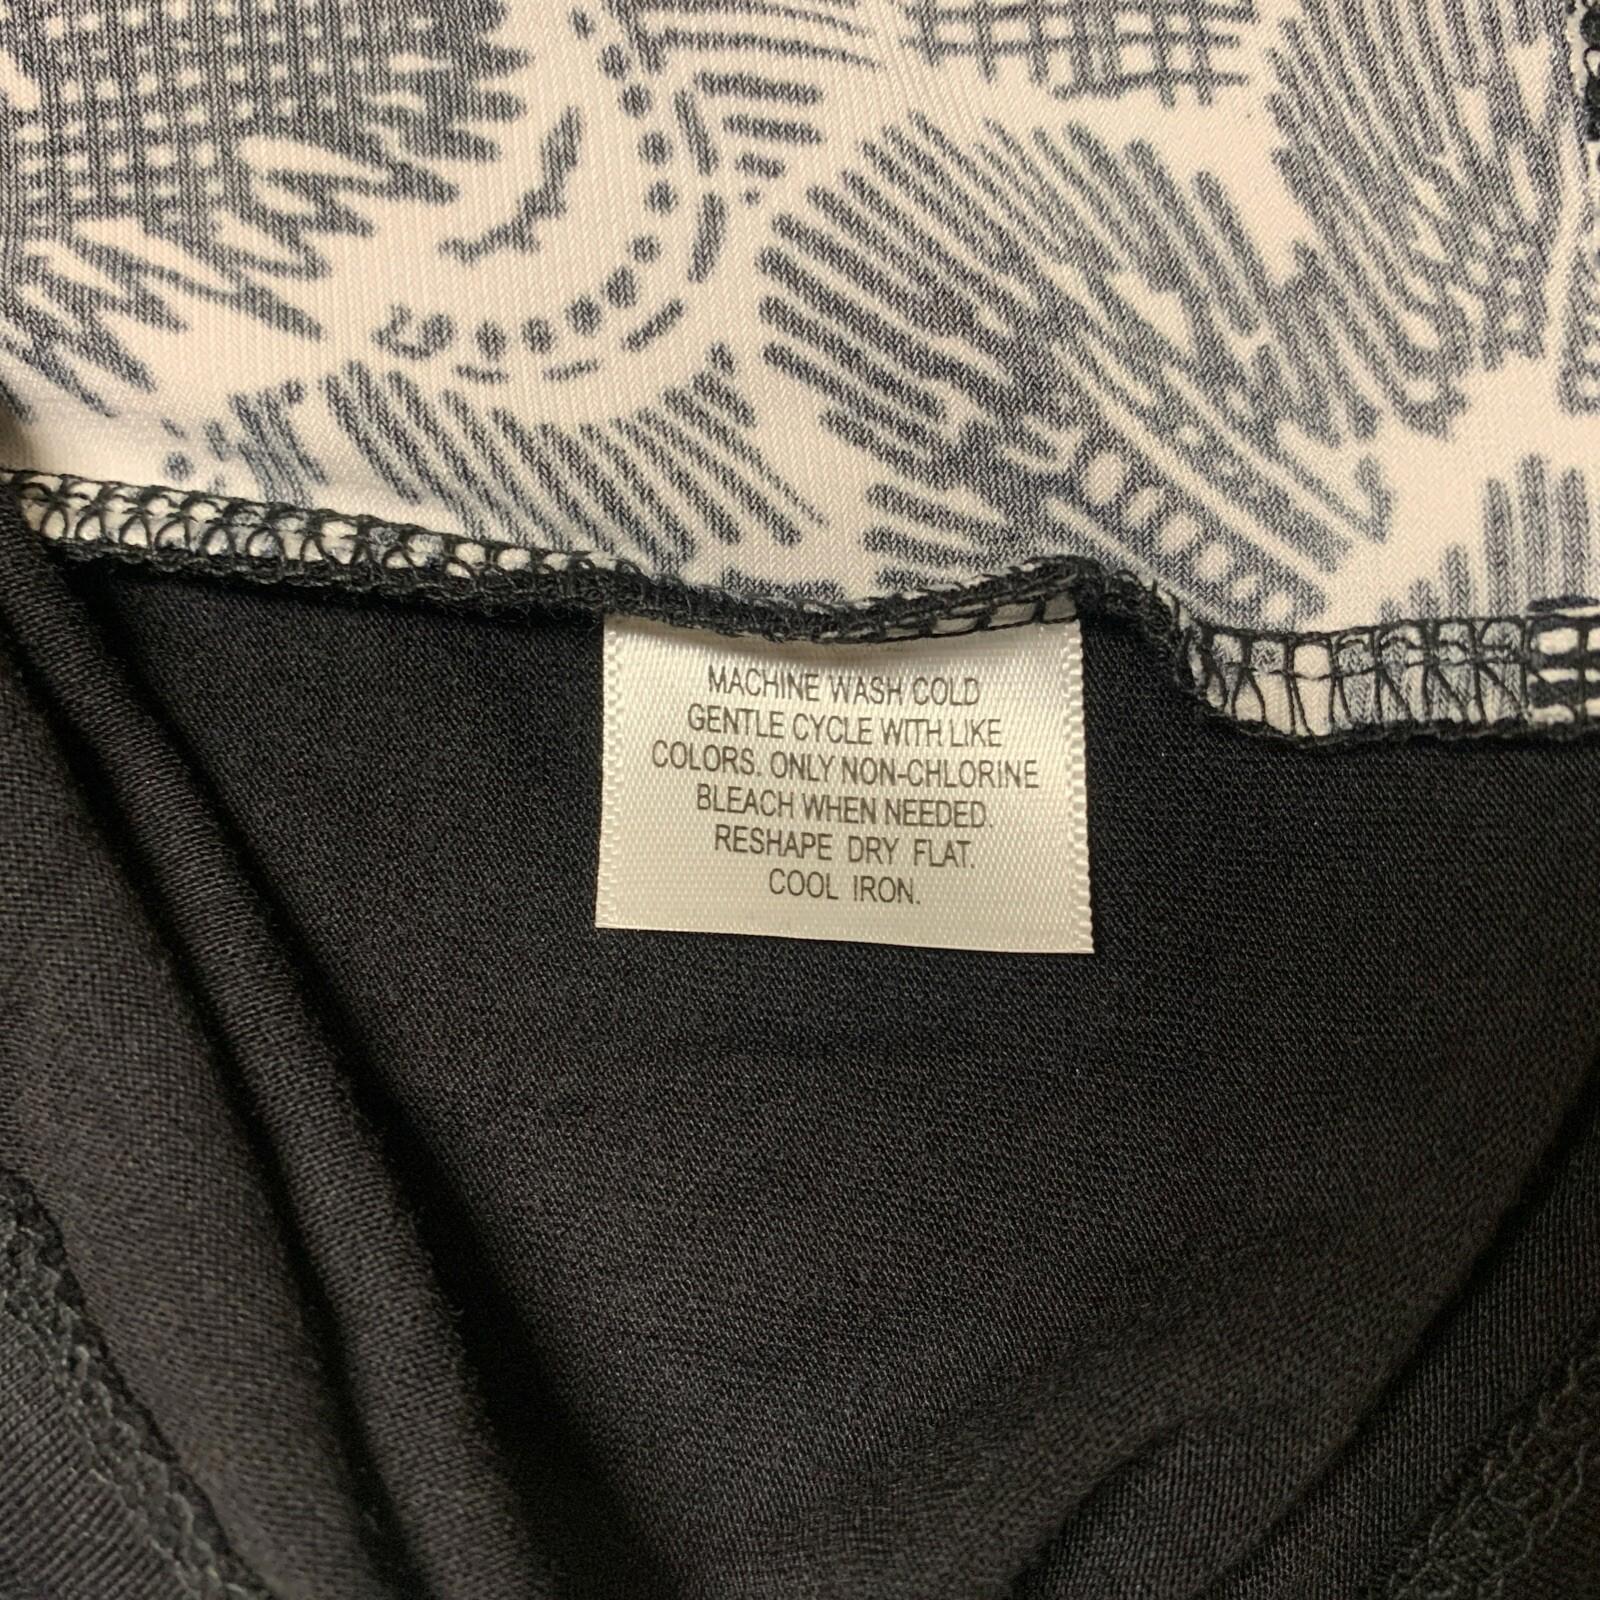 MACHINE WASH COLD
GENTLE CYCLE WITH LIKE
COLORS. ONLY NON-CHLORINE
BLEACH WHEN NEEDED.
RESHAPE DRY FLAT.
COOL IRON.